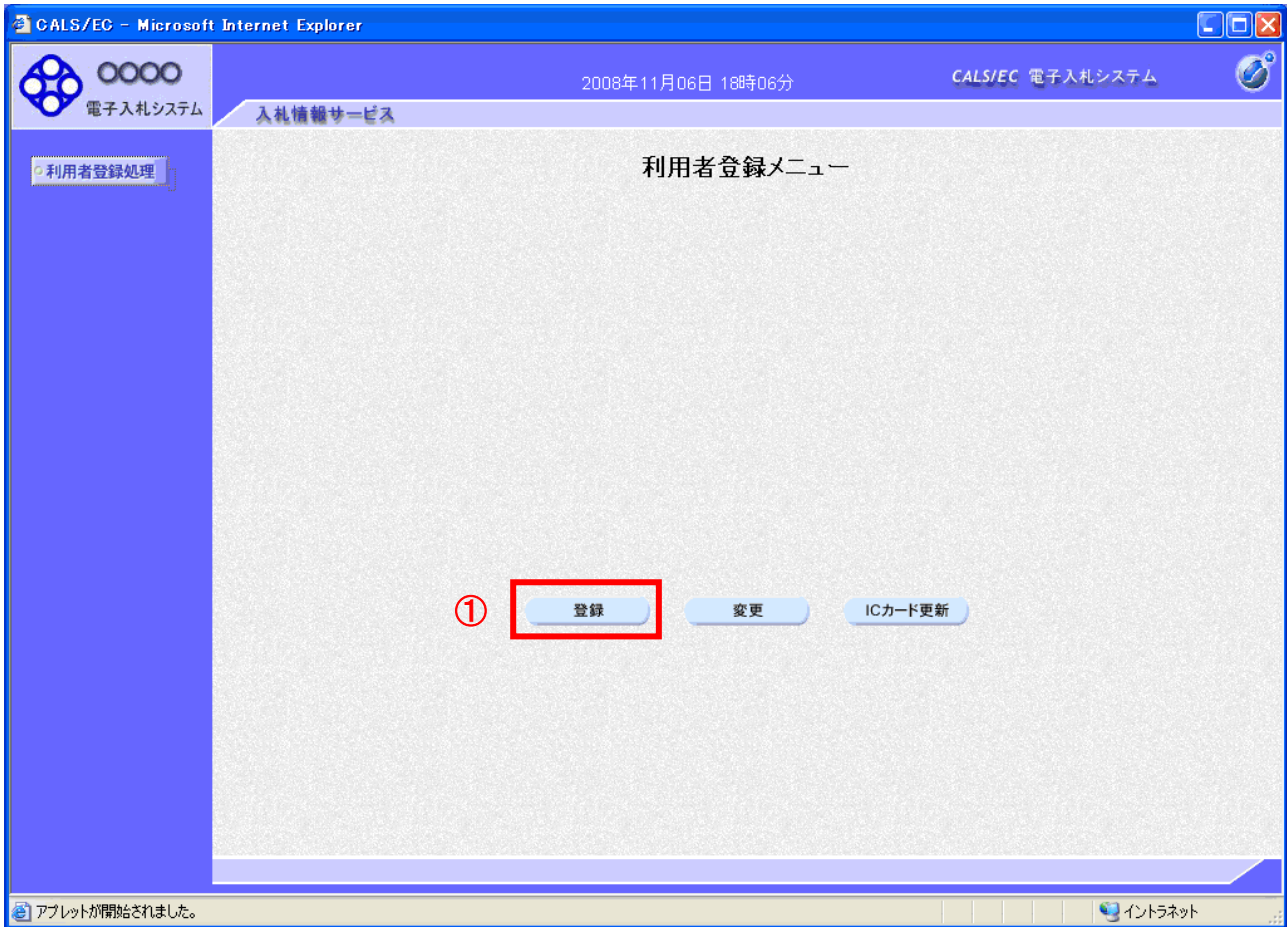 CALS/EC - Microsoft Internet Explorer
○○○○
電子入札システム
2008年11月06日 18時06分
CALS/EC 電子入札システム
入札情報サービス
利用者登録処理
利用者登録メニュー
①
登録
変更
ICカード更新
アプレットが開始されました。
イントラネット